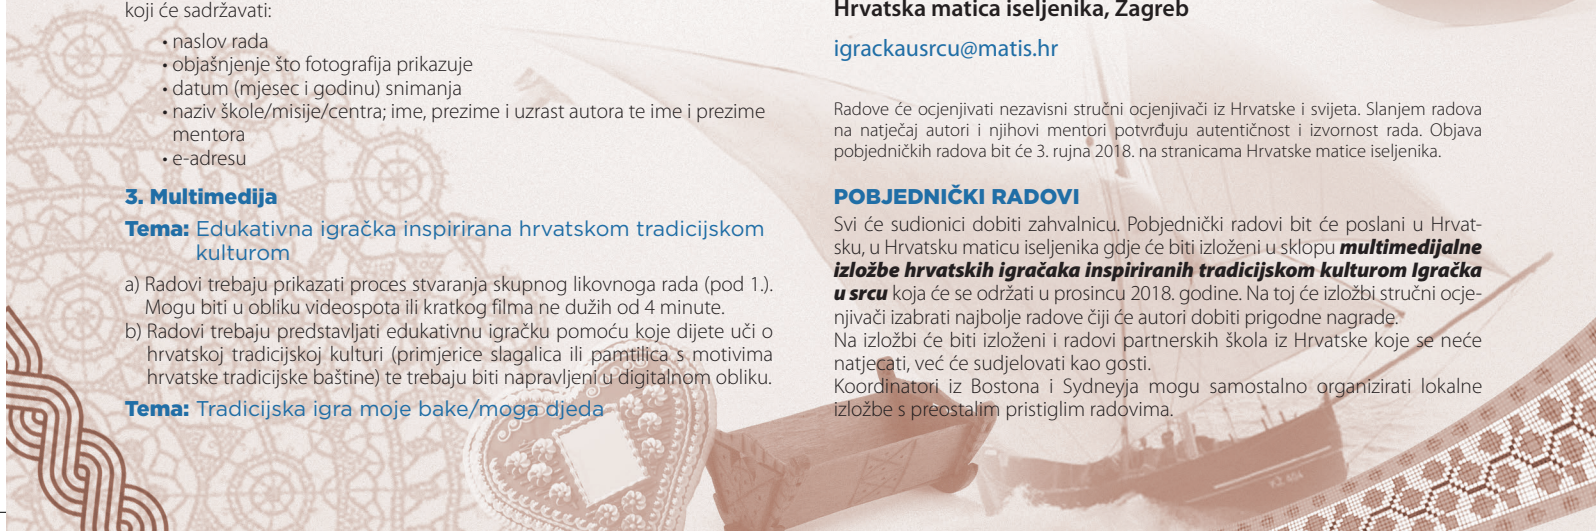 koji će sadržavati:
• naslov rada
• objašnjenje što fotografija prikazuje
• datum (mjesec i godinu) snimanja
• naziv škole/misije/centra; ime, prezime i uzrast autora te ime i prezime
mentora
• e-adresu
3. Multimedija
Tema: Edukativna igračka inspirirana hrvatskom tradicijskom
kulturom
a) Radovi trebaju prikazati proces stvaranja skupnog likovnoga rada (pod 1.).
Mogu biti u obliku videospota ili kratkog filma ne dužih od 4 minute.
b) Radovi trebaju predstavljati edukativnu igračku pomoću koje dijete uči o
hrvatskoj tradicijskoj kulturi (primjerice slagalica ili pamtilica s motivima
hrvatske tradicijske baštine) te trebaju biti napravljeni u digitalnom obliku.
Tema: Tradicijska igra moje bake/moga djeda
Hrvatska matica iseljenika, Zagreb
igrackausrcu@matis.hr
Radove će ocjenjivati nezavisni stručni ocjenjivači iz Hrvatske i svijeta. Slanjem radova
na natječaj autori i njihovi mentori potvrđuju autentičnost i izvornost rada. Objava
pobjedničkih radova bit će 3. rujna 2018. na stranicama Hrvatske matice iseljenika.
POBJEDNIČKI RADOVI
Svi će sudionici dobiti zahvalnicu. Pobjednički radovi bit će poslani u Hrvat-
sku, u Hrvatsku maticu iseljenika gdje će biti izloženi u sklopu multimedijalne
izložbe hrvatskih igračaka inspiriranih tradicijskom kulturom Igračka
u srcu koja će se održati u prosincu 2018. godine. Na toj će izložbi stručni ocje-
njivači izabrati najbolje radove čiji će autori dobiti prigodne nagrade.
Na izložbi će biti izloženi i radovi partnerskih škola iz Hrvatske koje se neće
natjecati, već će sudjelovati kao gosti.
Koordinatori iz Bostona i Sydneyja mogu samostalno organizirati lokalne
izložbe s preostalim pristiglim radovima.